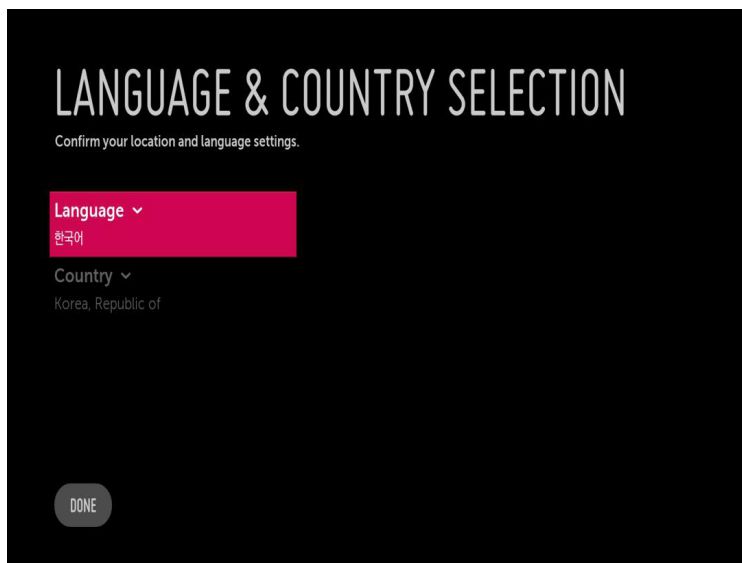 LANGUAGE & COUNTRY SELECTION
Confirm your location and language settings.
Language
한국어
Country
Korea, Republic of
DONE